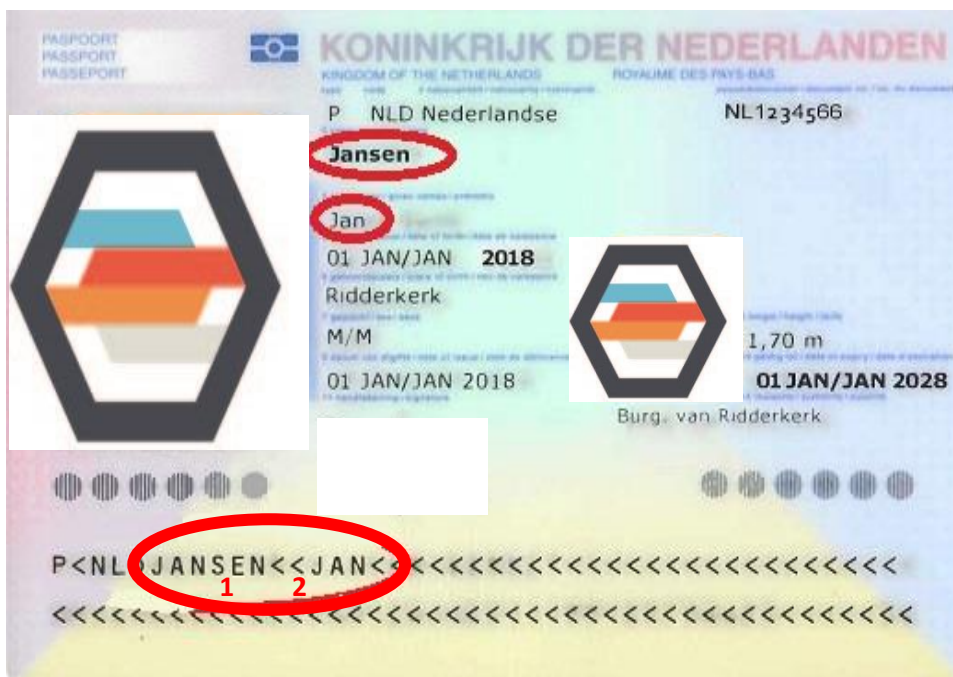 PASPOORT
PASSPORT
PASSEPORT
KONINKRIJK DER NEDERLANDEN
KINGDOM OF THE NETHERLANDS ROYAUME DES PAYS-BAS
P NLD Nederlandse NL1234566
Jansen
Jan
01 JAN/JAN 2018
Ridderkerk
M/M 1,70 m
01 JAN/JAN 2018 01 JAN/JAN 2028
Burg. van Ridderkerk
P<NLDJANSEN<<JAN<<<<<<<<<<<<<<<<<<<<<<<<<<<<
1 2
<<<<<<<<<<<<<<<<<<<<<<<<<<<<<<<<<<<<<<<<<<<<